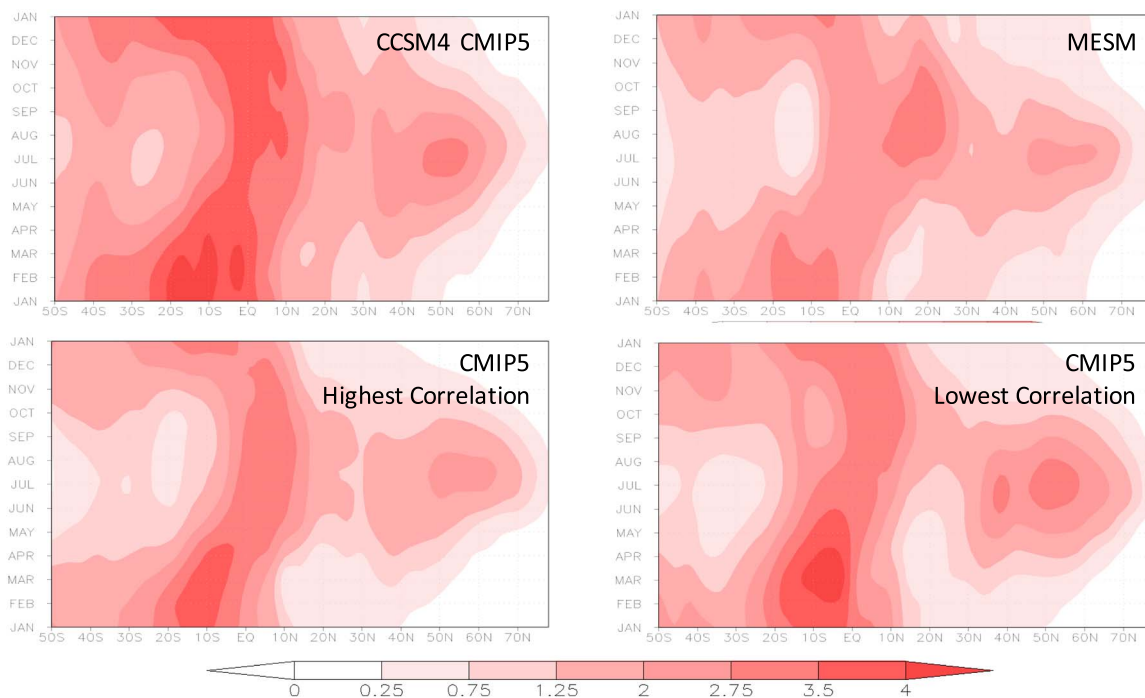 CCSM4 CMIP5
JAN
DEC
NOV
OCT
SEP
AUG
JUL
JUN
MAY
APR
MAR
FEB
JAN
50S 40S 30S 20S 10S EQ 10N 20N 30N 40N 50N 60N 70N
MESM
JAN
DEC
NOV
OCT
SEP
AUG
JUL
JUN
MAY
APR
MAR
FEB
JAN
50S 40S 30S 20S 10S EQ 10N 20N 30N 40N 50N 60N 70N
CMIP5
Highest Correlation
JAN
DEC
NOV
OCT
SEP
AUG
JUL
JUN
MAY
APR
MAR
FEB
JAN
50S 40S 30S 20S 10S EQ 10N 20N 30N 40N 50N 60N 70N
CMIP5
Lowest Correlation
JAN
DEC
NOV
OCT
SEP
AUG
JUL
JUN
MAY
APR
MAR
FEB
JAN
50S 40S 30S 20S 10S EQ 10N 20N 30N 40N 50N 60N 70N
0 0.25 0.75 1.25 2 2.75 3.5 4